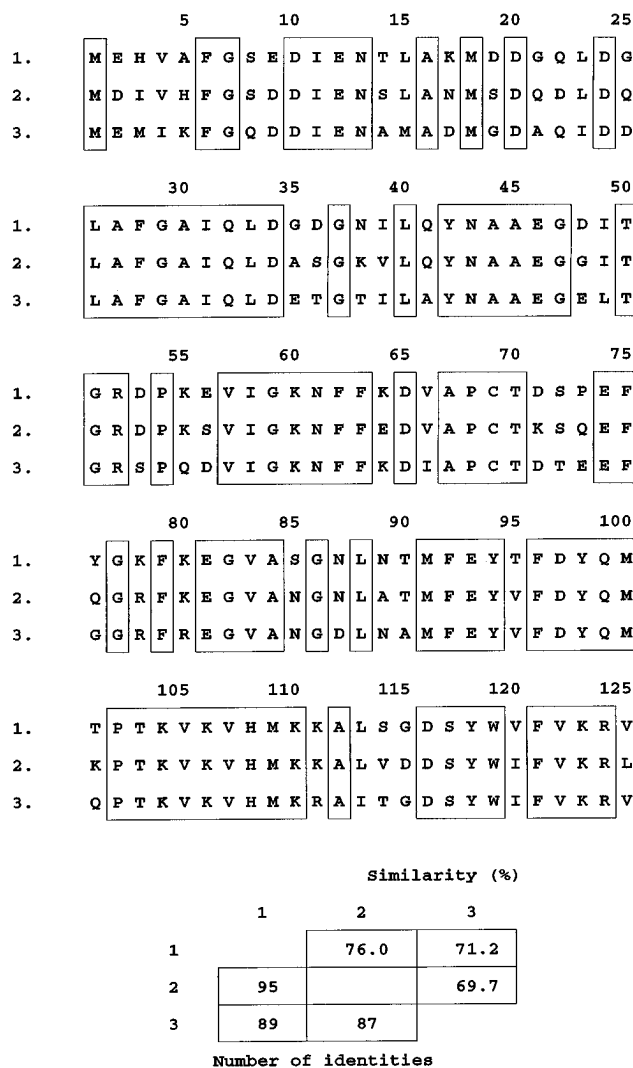 5 10 15 20 25
1. M E H V A F G S E D I E N T L A K M D D G Q L D G
2. M D I V H F G S D D I E N S L A N M S D Q D L D Q
3. M E M I K F G Q D D I E N A M A D M G D A Q I D D
30 35 40 45 50
1. L A F G A I Q L D G D G N I L Q Y N A A E G D I T
2. L A F G A I Q L D A S G K V L Q Y N A A E G G I T
3. L A F G A I Q L D E T G T I L A Y N A A E G E L T
55 60 65 70 75
1. G R D P K E V I G K N F F K D V A P C T D S P E F
2. G R D P K S V I G K N F F E D V A P C T K S Q E F
3. G R S P Q D V I G K N F F K D I A P C T D T E E F
80 85 90 95 100
1. Y G K F K E G V A S G N L N T M F E Y T F D Y Q M
2. Q G R F K E G V A N G N L A T M F E Y V F D Y Q M
3. G G R F R E G V A N G D L N A M F E Y V F D Y Q M
105 110 115 120 125
1. T P T K V K V H M K K A L S G D S Y W V F V K R V
2. K P T K V K V H M K K A L V D D S Y W I F V K R L
3. Q P T K V K V H M K R A I T G D S Y W I F V K R V
Similarity (%)
1 2 3
1 76.0 71.2
2 95 69.7
3 89 87
Number of identities